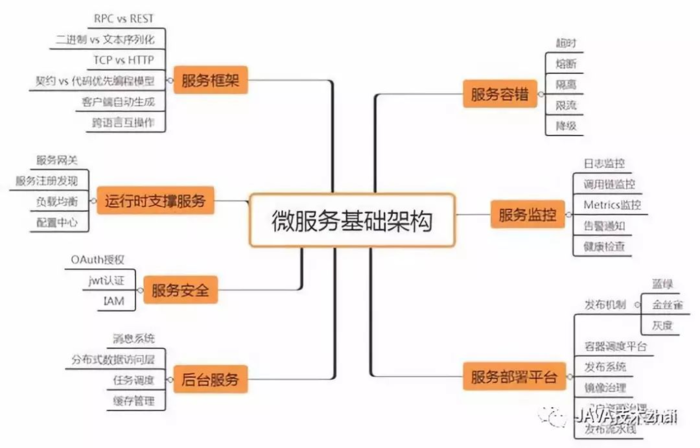 微服务基础架构
服务框架
RPC vs REST
二进制 vs 文本序列化
TCP vs HTTP
契约 vs 代码优先编程模型
客户端自动生成
跨语言互操作
运行时支撑服务
服务网关
服务注册发现
负载均衡
配置中心
服务安全
OAuth授权
jwt认证
IAM
后台服务
消息系统
分布式数据访问层
任务调度
缓存管理
服务容错
超时
熔断
隔离
限流
降级
服务监控
日志监控
调用链监控
Metrics监控
告警通知
健康检查
服务部署平台
发布机制
蓝绿
金丝雀
灰度
容器调度平台
发布系统
镜像治理
资源治理
发布流水线
JAVA技术zhai